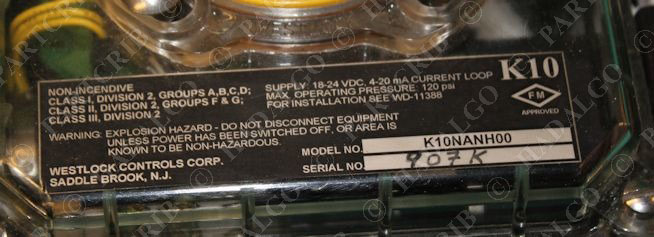 NON-INCENDIVE
CLASS I, DIVISION 2, GROUPS A,B,C,D;
CLASS II, DIVISION 2, GROUPS F & G;
CLASS III, DIVISION 2
SUPPLY: 18-24 VDC, 4-20 mA CURRENT LOOP
MAX. OPERATING PRESSURE: 120 psi
FOR INSTALLATION SEE WD-11388
K10
FM
APPROVED
WARNING: EXPLOSION HAZARD - DO NOT DISCONNECT EQUIPMENT
UNLESS POWER HAS BEEN SWITCHED OFF, OR AREA IS
KNOWN TO BE NON-HAZARDOUS.
MODEL NO. K10NANH00
WESTLOCK CONTROLS CORP.
SADDLE BROOK, N.J.
SERIAL NO. 907K